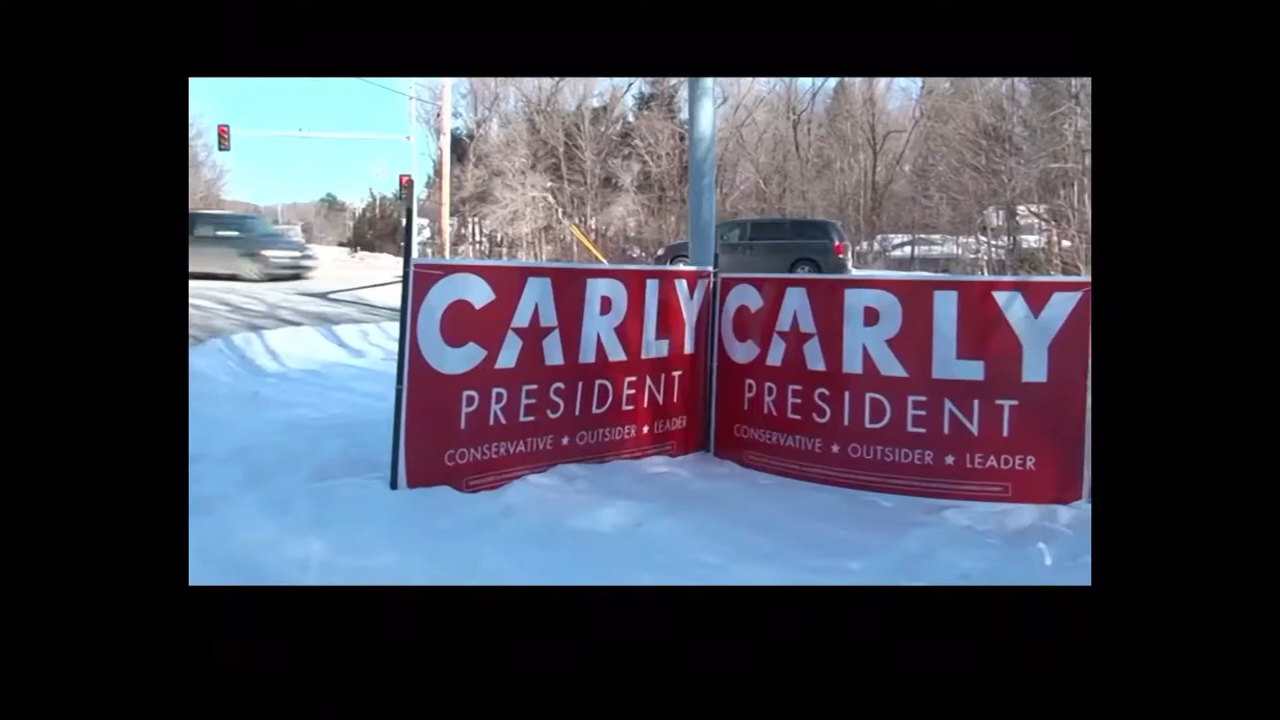 CARLY
PRESIDENT
CONSERVATIVE ★ OUTSIDER ★ LEADER
CARLY
PRESIDENT
CONSERVATIVE ★ OUTSIDER ★ LEADER